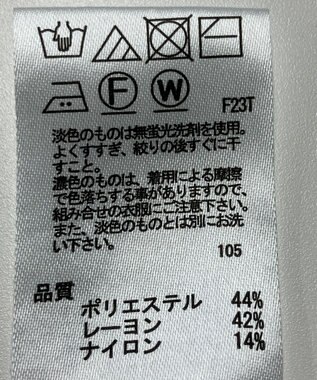 F W F23T
淡色のものは無蛍光洗剤を使用。
よくすすぎ、絞りの後すぐに干
すこと。
濃色のものは、着用による摩擦
で色落ちする事がありますので、
組み合せの衣服にご注意下さい。
また、淡色のものとは別にお洗
い下さい。
105
品質
ポリエステル 44%
レーヨン 42%
ナイロン 14%